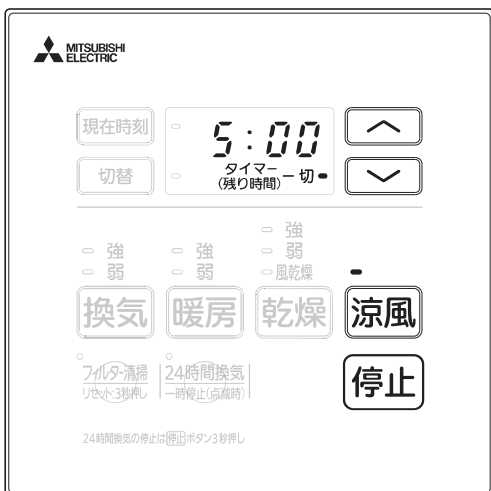 MITSUBISHI
ELECTRIC
現在時刻
5:00
切替
タイマー
(残り時間)
切
強
弱
強
弱
強
弱
風乾燥
換気
暖房
乾燥
涼風
フィルター清掃
リセット:3秒押し
24時間換気
一時停止(点滅時)
停止
24時間換気の停止は停止ボタン3秒押し